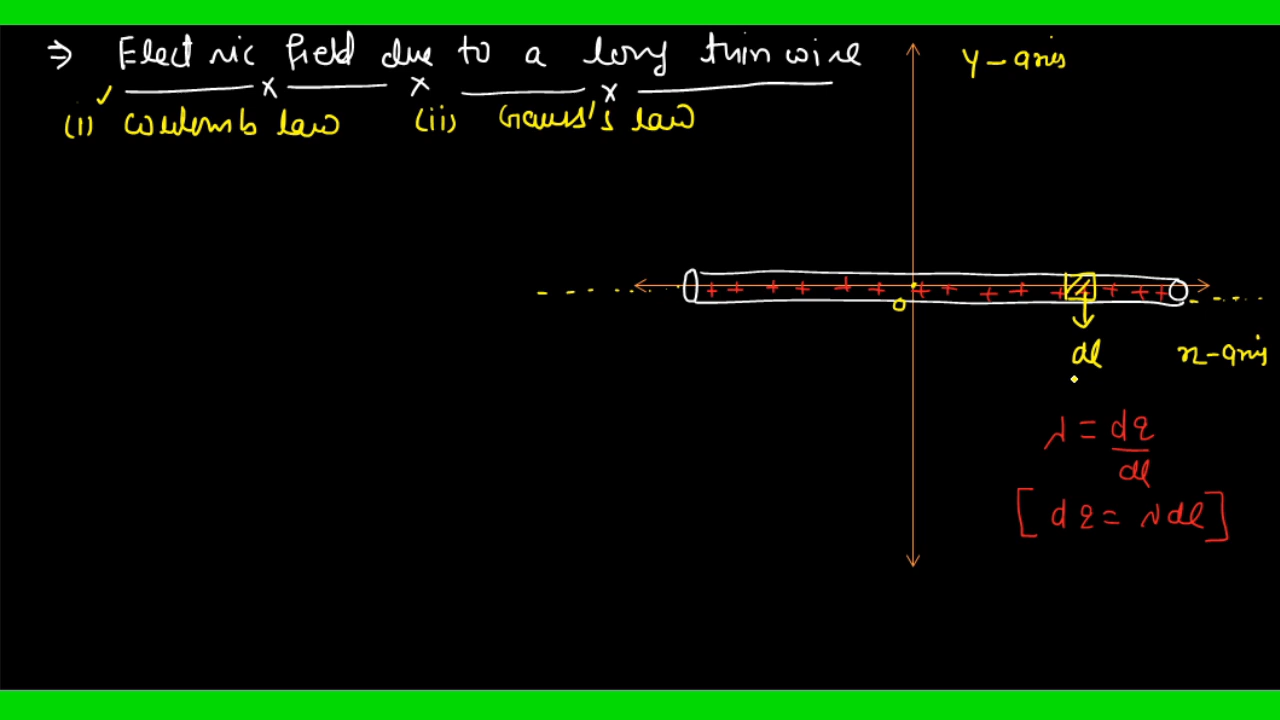 ⇒ Electric field due to a long thin wire
(i) Coulomb law (ii) Gauss's law
y-axis
O
dl
x-axis
λ = dq/dl
[dq = λdl]